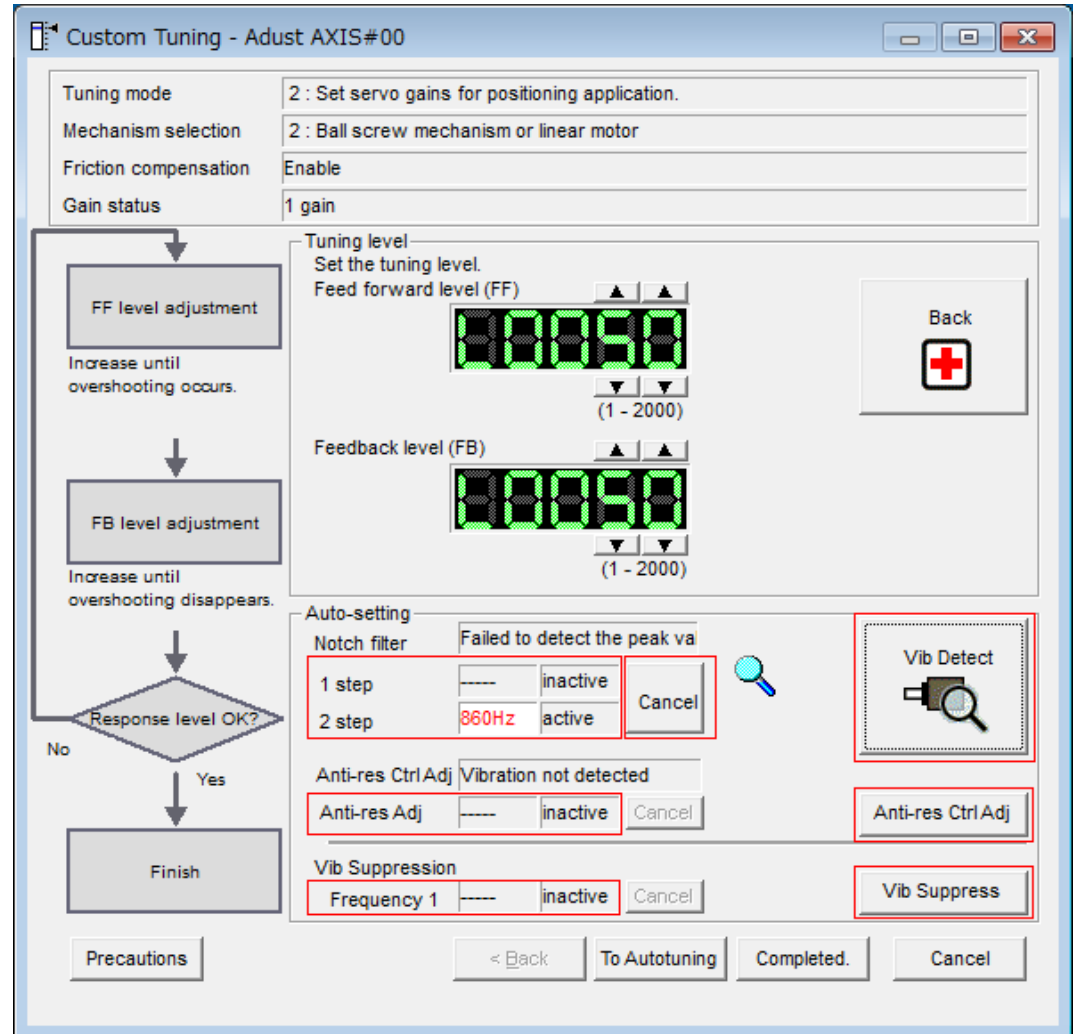 Custom Tuning - Adust AXIS#00
Tuning mode 2 : Set servo gains for positioning application.
Mechanism selection 2 : Ball screw mechanism or linear motor
Friction compensation Enable
Gain status 1 gain
FF level adjustment
Increase until
overshooting occurs.
FB level adjustment
Increase until
overshooting disappears.
Response level OK?
No
Yes
Finish
Tuning level
Set the tuning level.
Feed forward level (FF)
▲ ▲
L0050
▼ ▼
(1 - 2000)
Feedback level (FB)
▲ ▲
L0050
▼ ▼
(1 - 2000)
Back
Auto-setting
Notch filter Failed to detect the peak va
1 step ----- inactive
2 step 860Hz active
Cancel
Vib Detect
Anti-res Ctrl Adj Vibration not detected
Anti-res Adj ----- inactive Cancel
Anti-res Ctrl Adj
Vib Suppression
Frequency 1 ----- inactive Cancel
Vib Suppress
Precautions < Back To Autotuning Completed. Cancel